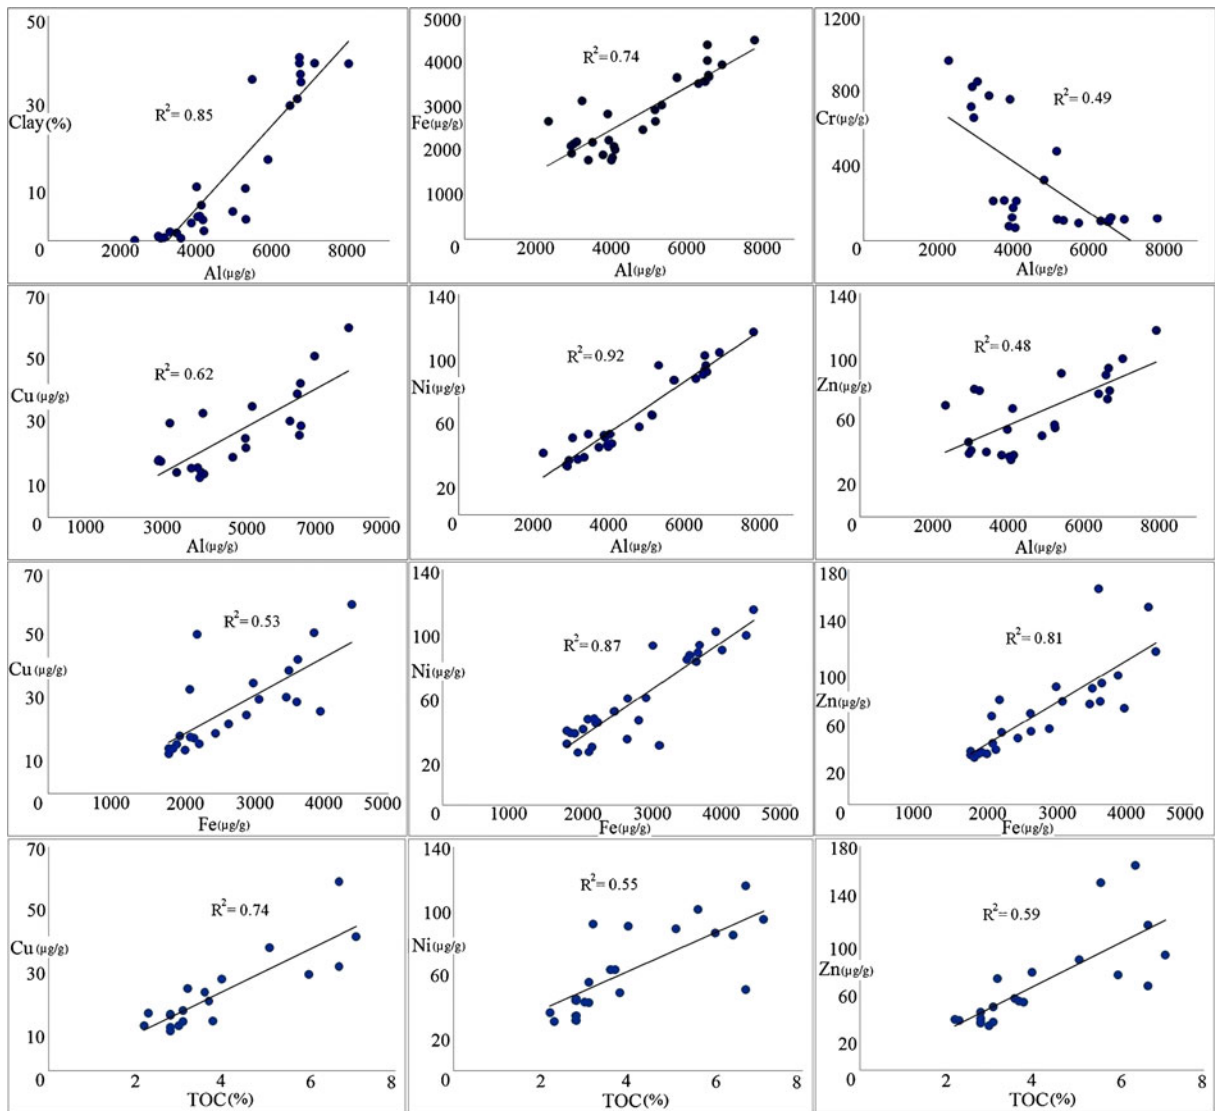 50
30
Clay(%)
10
0
R²= 0.85
2000 4000 6000 8000
Al(µg/g)
5000
4000
3000
Fe(µg/g)
2000
1000
0
R²= 0.74
2000 4000 6000 8000
Al(µg/g)
1200
800
Cr(µg/g)
400
0
R²= 0.49
2000 4000 6000 8000
Al(µg/g)
70
50
Cu(µg/g)
30
10
0
R²= 0.62
1000 3000 5000 7000 9000
Al(µg/g)
140
100
Ni(µg/g)
60
20
0
R²= 0.92
2000 4000 6000 8000
Al(µg/g)
140
100
Zn(µg/g)
60
20
0
R²= 0.48
2000 4000 6000 8000
Al(µg/g)
70
50
Cu(µg/g)
30
10
0
R²= 0.53
1000 2000 3000 4000 5000
Fe(µg/g)
140
100
Ni(µg/g)
60
20
0
R²= 0.87
1000 2000 3000 4000 5000
Fe(µg/g)
180
140
100
Zn(µg/g)
60
20
0
R²= 0.81
1000 2000 3000 4000 5000
Fe(µg/g)
70
50
Cu(µg/g)
30
10
0
R²= 0.74
2 4 6 8
TOC(%)
140
100
Ni(µg/g)
60
20
0
R²= 0.55
2 4 6 8
TOC(%)
180
140
100
Zn(µg/g)
60
20
0
R²= 0.59
2 4 6 8
TOC(%)